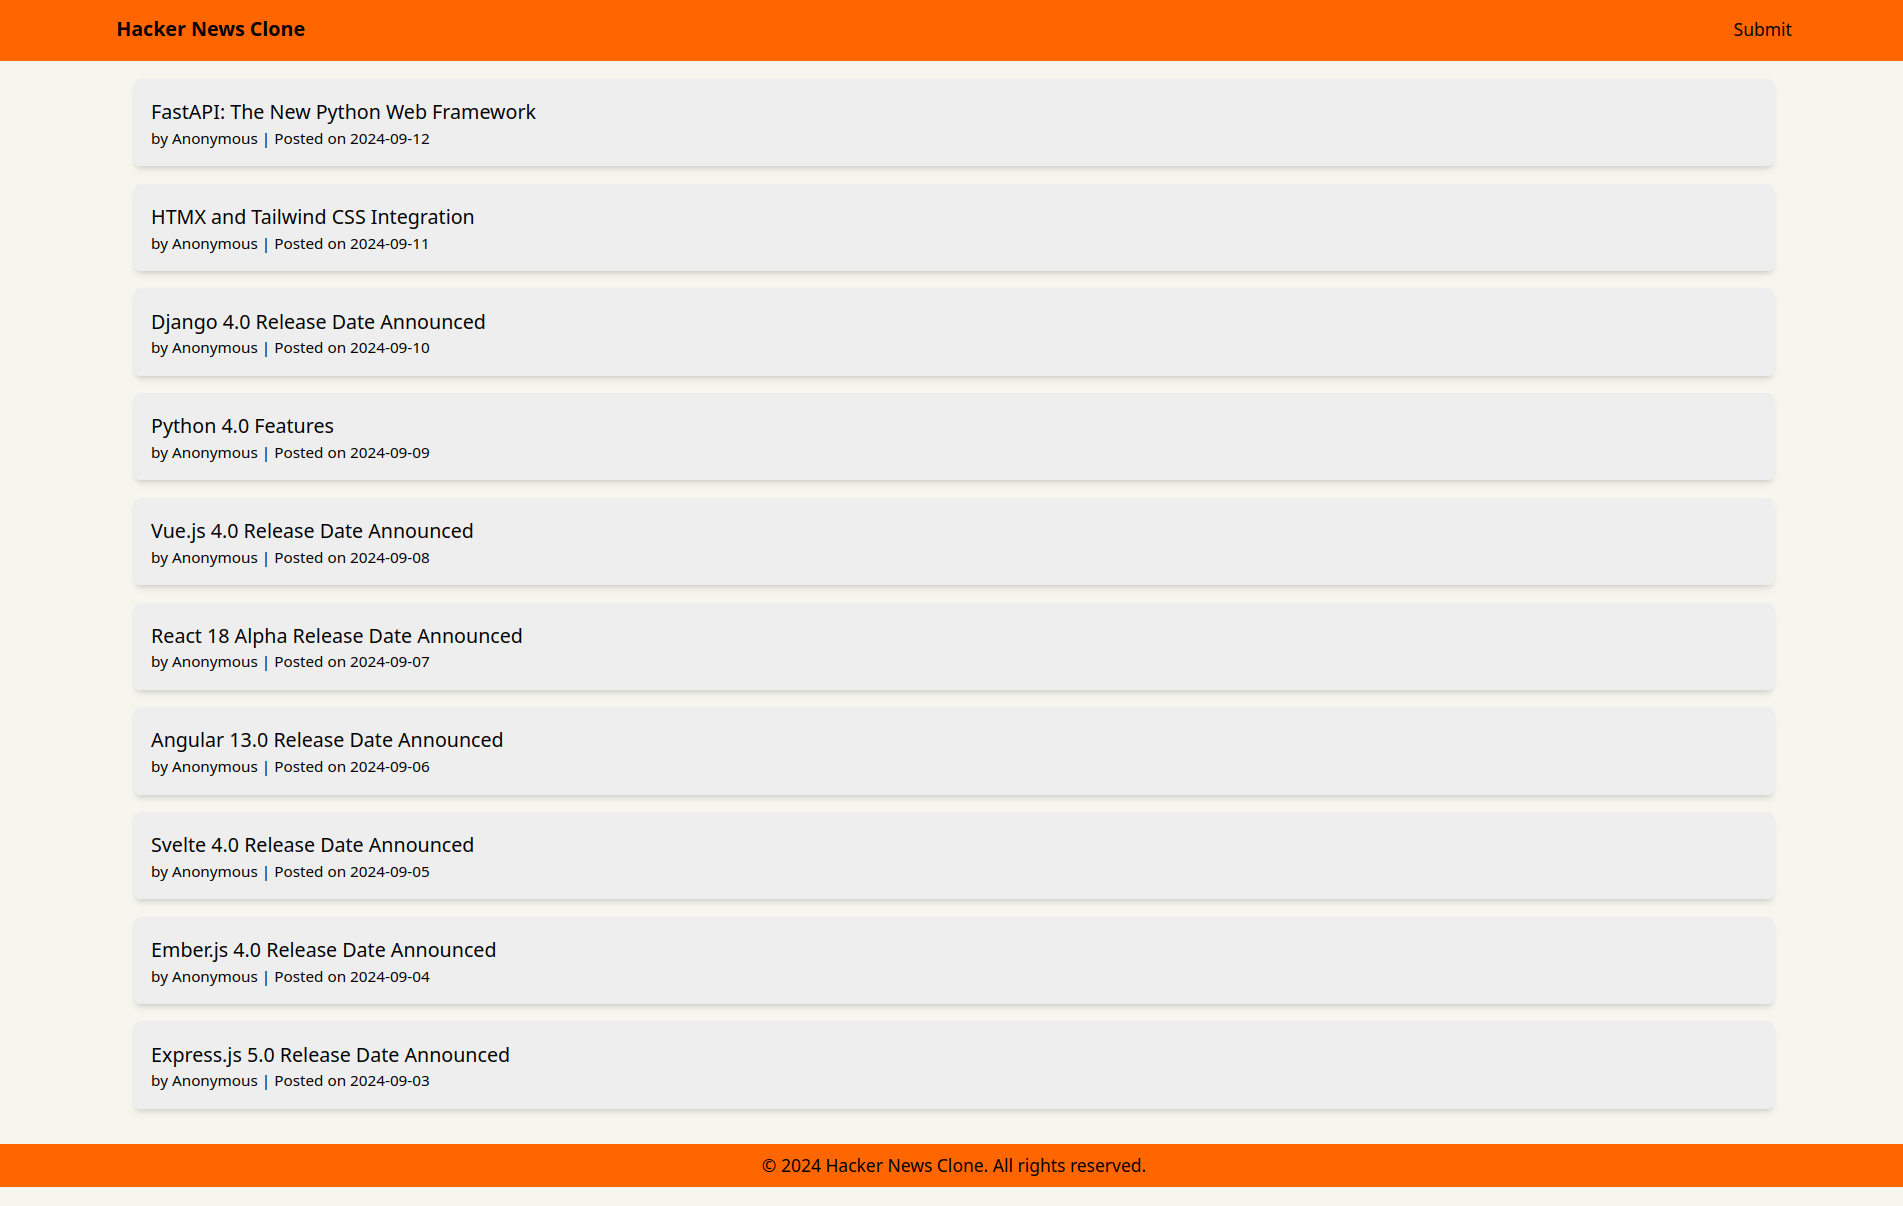 Hacker News Clone
Submit
FastAPI: The New Python Web Framework
by Anonymous | Posted on 2024-09-12
HTMX and Tailwind CSS Integration
by Anonymous | Posted on 2024-09-11
Django 4.0 Release Date Announced
by Anonymous | Posted on 2024-09-10
Python 4.0 Features
by Anonymous | Posted on 2024-09-09
Vue.js 4.0 Release Date Announced
by Anonymous | Posted on 2024-09-08
React 18 Alpha Release Date Announced
by Anonymous | Posted on 2024-09-07
Angular 13.0 Release Date Announced
by Anonymous | Posted on 2024-09-06
Svelte 4.0 Release Date Announced
by Anonymous | Posted on 2024-09-05
Ember.js 4.0 Release Date Announced
by Anonymous | Posted on 2024-09-04
Express.js 5.0 Release Date Announced
by Anonymous | Posted on 2024-09-03
© 2024 Hacker News Clone. All rights reserved.